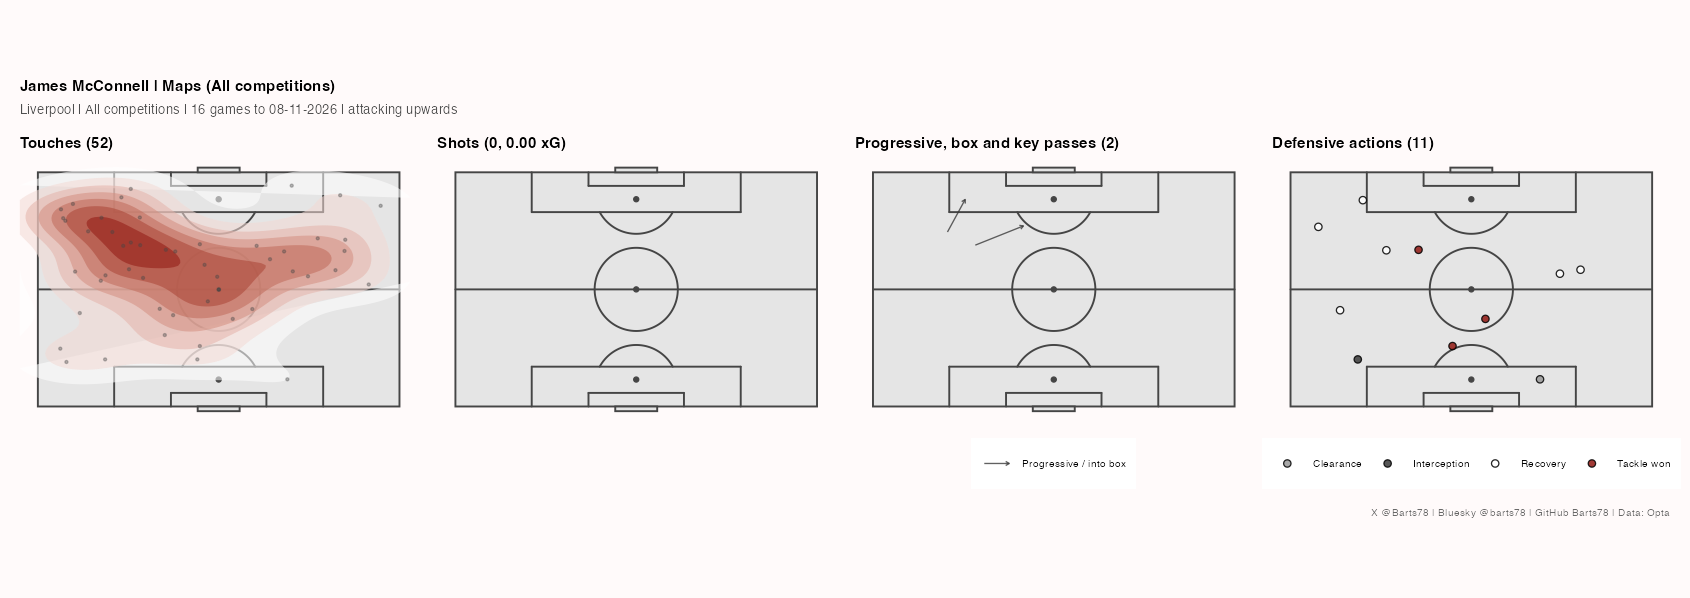 James McConnell | Maps (All competitions)
Liverpool | All competitions | 16 games to 08-11-2026 | attacking upwards
Touches (52)
Shots (0, 0.00 xG)
Progressive, box and key passes (2)
Defensive actions (11)
Progressive / into box
Clearance
Interception
Recovery
Tackle won
X @Barts78 | Bluesky @barts78 | GitHub Barts78 | Data: Opta